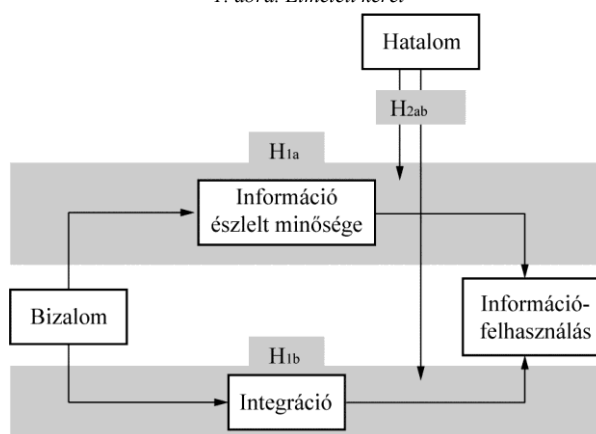 1. ábra: Elméleti keret
Hatalom
H2ab
H1a
Információ
észlelt minősége
Bizalom
Információ-
felhasználás
H1b
Integráció